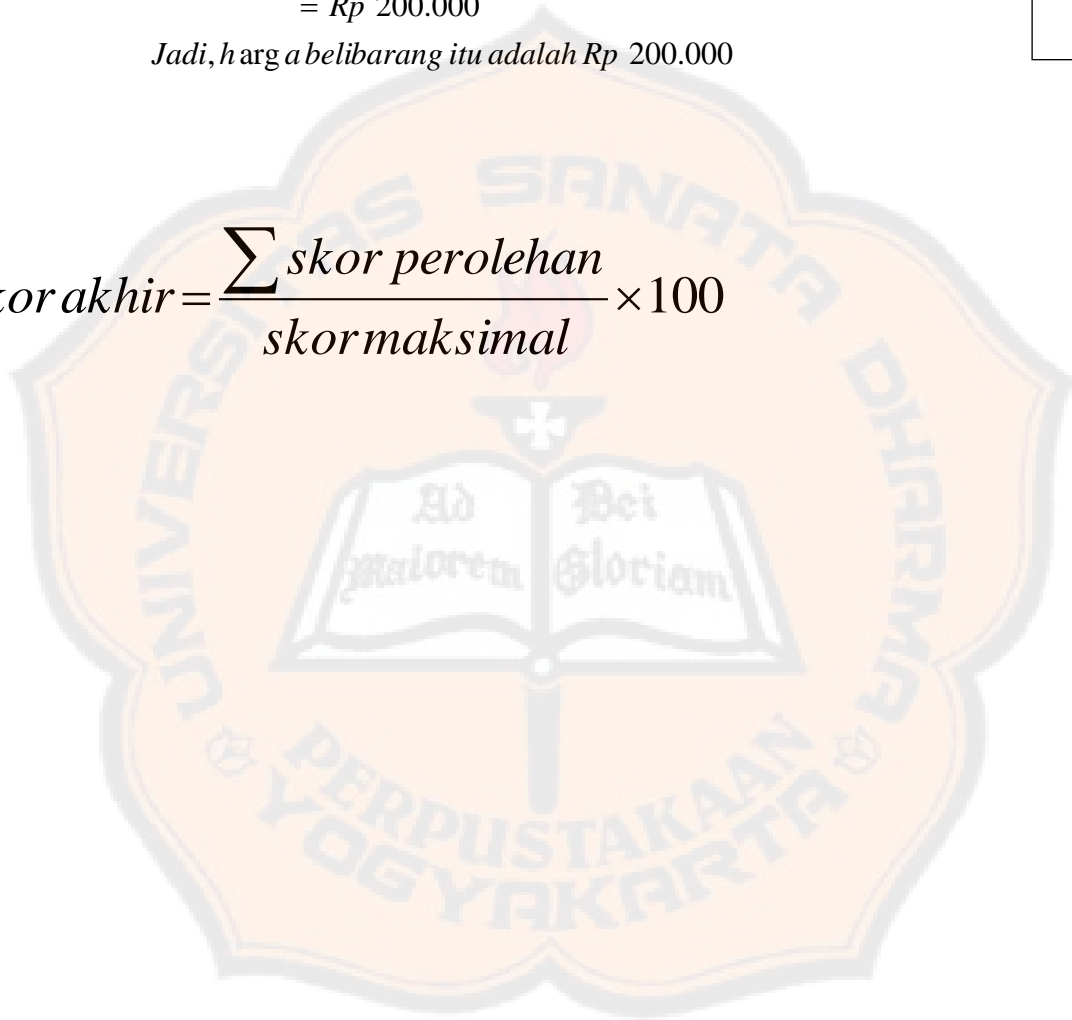 = Rp 200.000
Jadi, harga beli barang itu adalah Rp 200.000
kor akhir = ∑ skor perolehan / skor maksimal × 100
UNIVERSITAS SANATA DHARMA
Ad Dei
Maiorem Gloriam
PERPUSTAKAAN
YOGYAKARTA